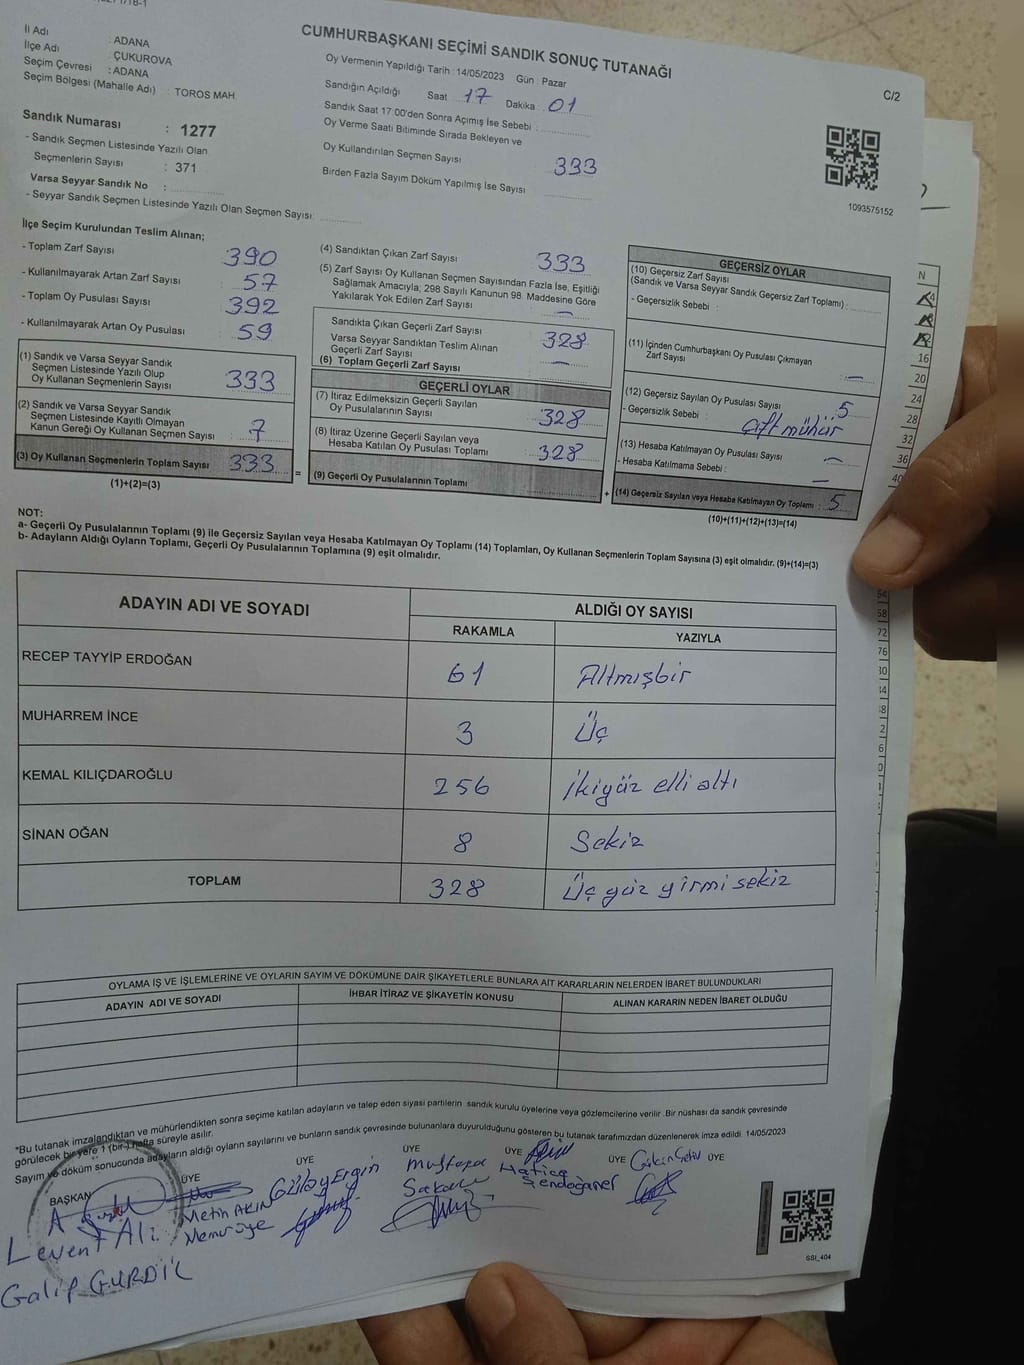 CUMHURBAŞKANI SEÇİMİ SANDIK SONUÇ TUTANAĞI
C/2
İl Adı : ADANA
İlçe Adı : ÇUKUROVA
Seçim Çevresi : ADANA
Seçim Bölgesi (Mahalle Adı) : TOROS MAH.
Sandık Numarası : 1277
- Sandık Seçmen Listesinde Yazılı Olan
Seçmenlerin Sayısı : 371
Varsa Seyyar Sandık No :
- Seyyar Sandık Seçmen Listesinde Yazılı Olan Seçmen Sayısı:
Oy Vermenin Yapıldığı Tarih : 14/05/2023 Gün : Pazar
Sandığın Açıldığı Saat 17 Dakika 01
Sandık Saat 17:00'den Sonra Açımış İse Sebebi :
Oy Verme Saati Bitiminde Sırada Bekleyen ve
Oy Kullandırılan Seçmen Sayısı 333
Birden Fazla Sayım Döküm Yapılmış İse Sayısı
1093575152
İlçe Seçim Kurulundan Teslim Alınan;
- Toplam Zarf Sayısı 390
- Kullanılmayarak Artan Zarf Sayısı 57
- Toplam Oy Pusulası Sayısı 392
- Kullanılmayarak Artan Oy Pusulası 59
(1) Sandık ve Varsa Seyyar Sandık
Seçmen Listesinde Yazılı Olup
Oy Kullanan Seçmenlerin Sayısı : 333
(2) Sandık ve Varsa Seyyar Sandık
Seçmen Listesinde Kayıtlı Olmayan
Kanun Gereği Oy Kullanan Seçmen Sayısı : 7
(3) Oy Kullanan Seçmenlerin Toplam Sayısı : 333
(1)+(2)=(3)
=
(4) Sandıktan Çıkan Zarf Sayısı 333
(5) Zarf Sayısı Oy Kullanan Seçmen Sayısından Fazla İse, Eşitliği
Sağlamak Amacıyla, 298 Sayılı Kanunun 98. Maddesine Göre
Yakılarak Yok Edilen Zarf Sayısı : —
Sandıkta Çıkan Geçerli Zarf Sayısı : 328
Varsa Seyyar Sandıktan Teslim Alınan
Geçerli Zarf Sayısı : —
(6) Toplam Geçerli Zarf Sayısı
GEÇERLİ OYLAR
(7) İtiraz Edilmeksizin Geçerli Sayılan
Oy Pusulalarının Sayısı : 328
(8) İtiraz Üzerine Geçerli Sayılan veya
Hesaba Katılan Oy Pusulası Toplamı : 328
(9) Geçerli Oy Pusulalarının Toplamı
+
GEÇERSİZ OYLAR
(10) Geçersiz Zarf Sayısı
(Sandık ve Varsa Seyyar Sandık Geçersiz Zarf Toplamı) :
- Geçersizlik Sebebi :
(11) İçinden Cumhurbaşkanı Oy Pusulası Çıkmayan
Zarf Sayısı : —
(12) Geçersiz Sayılan Oy Pusulası Sayısı : 5
- Geçersizlik Sebebi : çift mühür
(13) Hesaba Katılmayan Oy Pusulası Sayısı : —
- Hesaba Katılmama Sebebi : —
(14) Geçersiz Sayılan veya Hesaba Katılmayan Oy Toplamı : 5
(10)+(11)+(12)+(13)=(14)
NOT:
a- Geçerli Oy Pusulalarının Toplamı (9) ile Geçersiz Sayılan veya Hesaba Katılmayan Oy Toplamı (14) Toplamları, Oy Kullanan Seçmenlerin Toplam Sayısına (3) eşit olmalıdır. (9)+(14)=(3)
b- Adayların Aldığı Oyların Toplamı, Geçerli Oy Pusulalarının Toplamına (9) eşit olmalıdır.
ADAYIN ADI VE SOYADI ALDIĞI OY SAYISI
RAKAMLA YAZIYLA
RECEP TAYYİP ERDOĞAN 61 Altmışbir
MUHARREM İNCE 3 Üç
KEMAL KILIÇDAROĞLU 256 İkiyüz elli altı
SİNAN OĞAN 8 Sekiz
TOPLAM 328 Üç yüz yirmi sekiz
OYLAMA İŞ VE İŞLEMLERİNE VE OYLARIN SAYIM VE DÖKÜMÜNE DAİR ŞİKAYETLERLE BUNLARA AİT KARARLARIN NELERDEN İBARET BULUNDUKLARI
ADAYIN ADI VE SOYADI İHBAR İTİRAZ VE ŞİKAYETİN KONUSU ALINAN KARARIN NEDEN İBARET OLDUĞU
*Bu tutanak imzalandıktan ve mühürlendikten sonra seçime katılan adayların ve talep eden siyasi partilerin sandık kurulu üyelerine veya gözlemcilerine verilir. Bir nüshası da sandık çevresinde
görülecek bir yere 1 (bir) hafta süreyle asılır.
Sayım ve döküm sonucunda adayların aldığı oyların sayılarını ve bunların sandık çevresinde bulunanlara duyurulduğunu gösteren bu tutanak tarafımızdan düzenlenerek imza edildi. 14/05/2023
BAŞKAN ÜYE ÜYE ÜYE ÜYE ÜYE ÜYE
Levent Ali
Galip GÜRDİL
Metin AKIN
Memur üye
Gülay Ergin
Mustafa
Hatice
Şendoğaner
SSİ_404
N
16
20
24
28
32
36
40